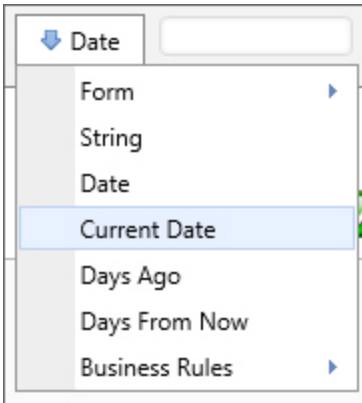 Date
Form
String
Date
Current Date
Days Ago
Days From Now
Business Rules